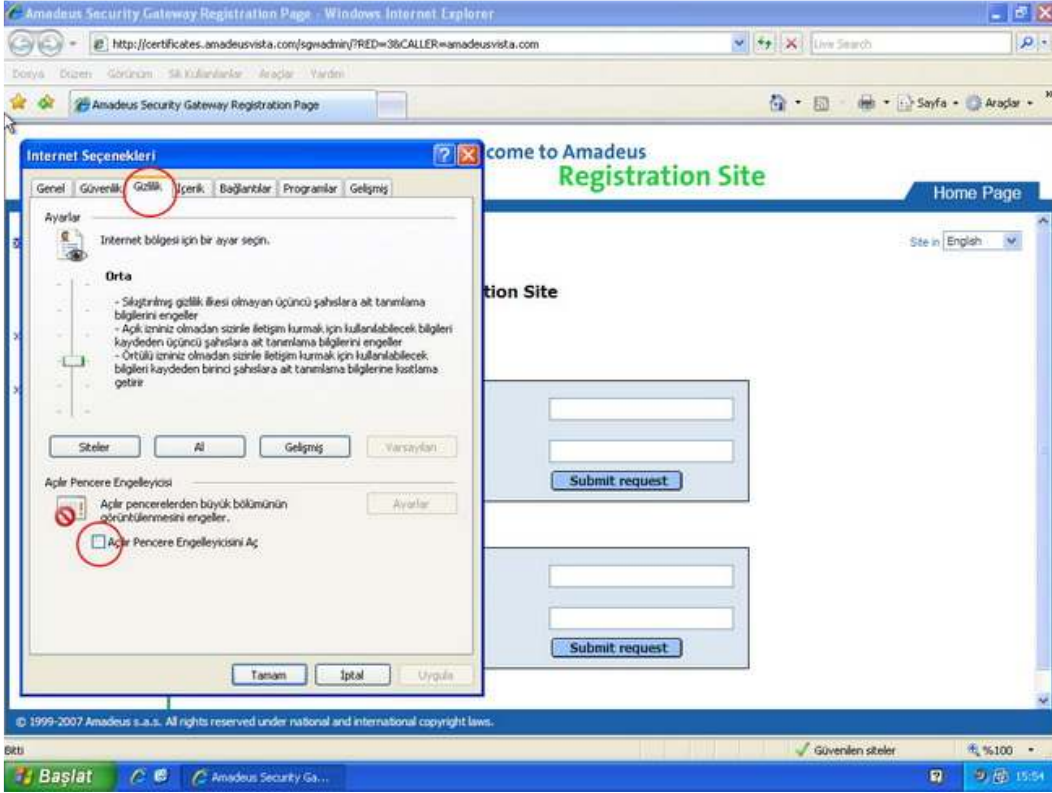 Amadeus Security Gateway Registration Page - Windows Internet Explorer
http://certificates.amadeusvista.com/sgwadmin/?RED=3&CALLER=amadeusvista.com
Live Search
Dosya Düzen Görünüm Sık Kullanılanlar Araçlar Yardım
Amadeus Security Gateway Registration Page
Sayfa
Araçlar
come to Amadeus
Registration Site
Home Page
Site in English
tion Site
Internet Seçenekleri
Genel Güvenlik Gizlilik İçerik Bağlantılar Programlar Gelişmiş
Ayarlar
Internet bölgesi için bir ayar seçin.
Orta
- Sıkıştırılmış gizlilik ilkesi olmayan üçüncü şahıslara ait tanımlama
bilgilerini engeller
- Açık izniniz olmadan sizinle iletişim kurmak için kullanılabilecek bilgileri
kaydeden üçüncü şahıslara ait tanımlama bilgilerini engeller
- Örtülü izniniz olmadan sizinle iletişim kurmak için kullanılabilecek
bilgileri kaydeden birinci şahıslara ait tanımlama bilgilerine kısıtlama
getirir
Siteler Al Gelişmiş Varsayılan
Açılır Pencere Engelleyicisi
Açılır pencerelerden büyük bölümünün
görüntülenmesini engeller.
Ayarlar
Açılır Pencere Engelleyicisini Aç
Tamam İptal Uygula
Submit request
Submit request
© 1999-2007 Amadeus s.a.s. All rights reserved under national and international copyright laws.
Bitti
Güvenilen siteler
%100
Başlat
Amadeus Security Ga...
15:54